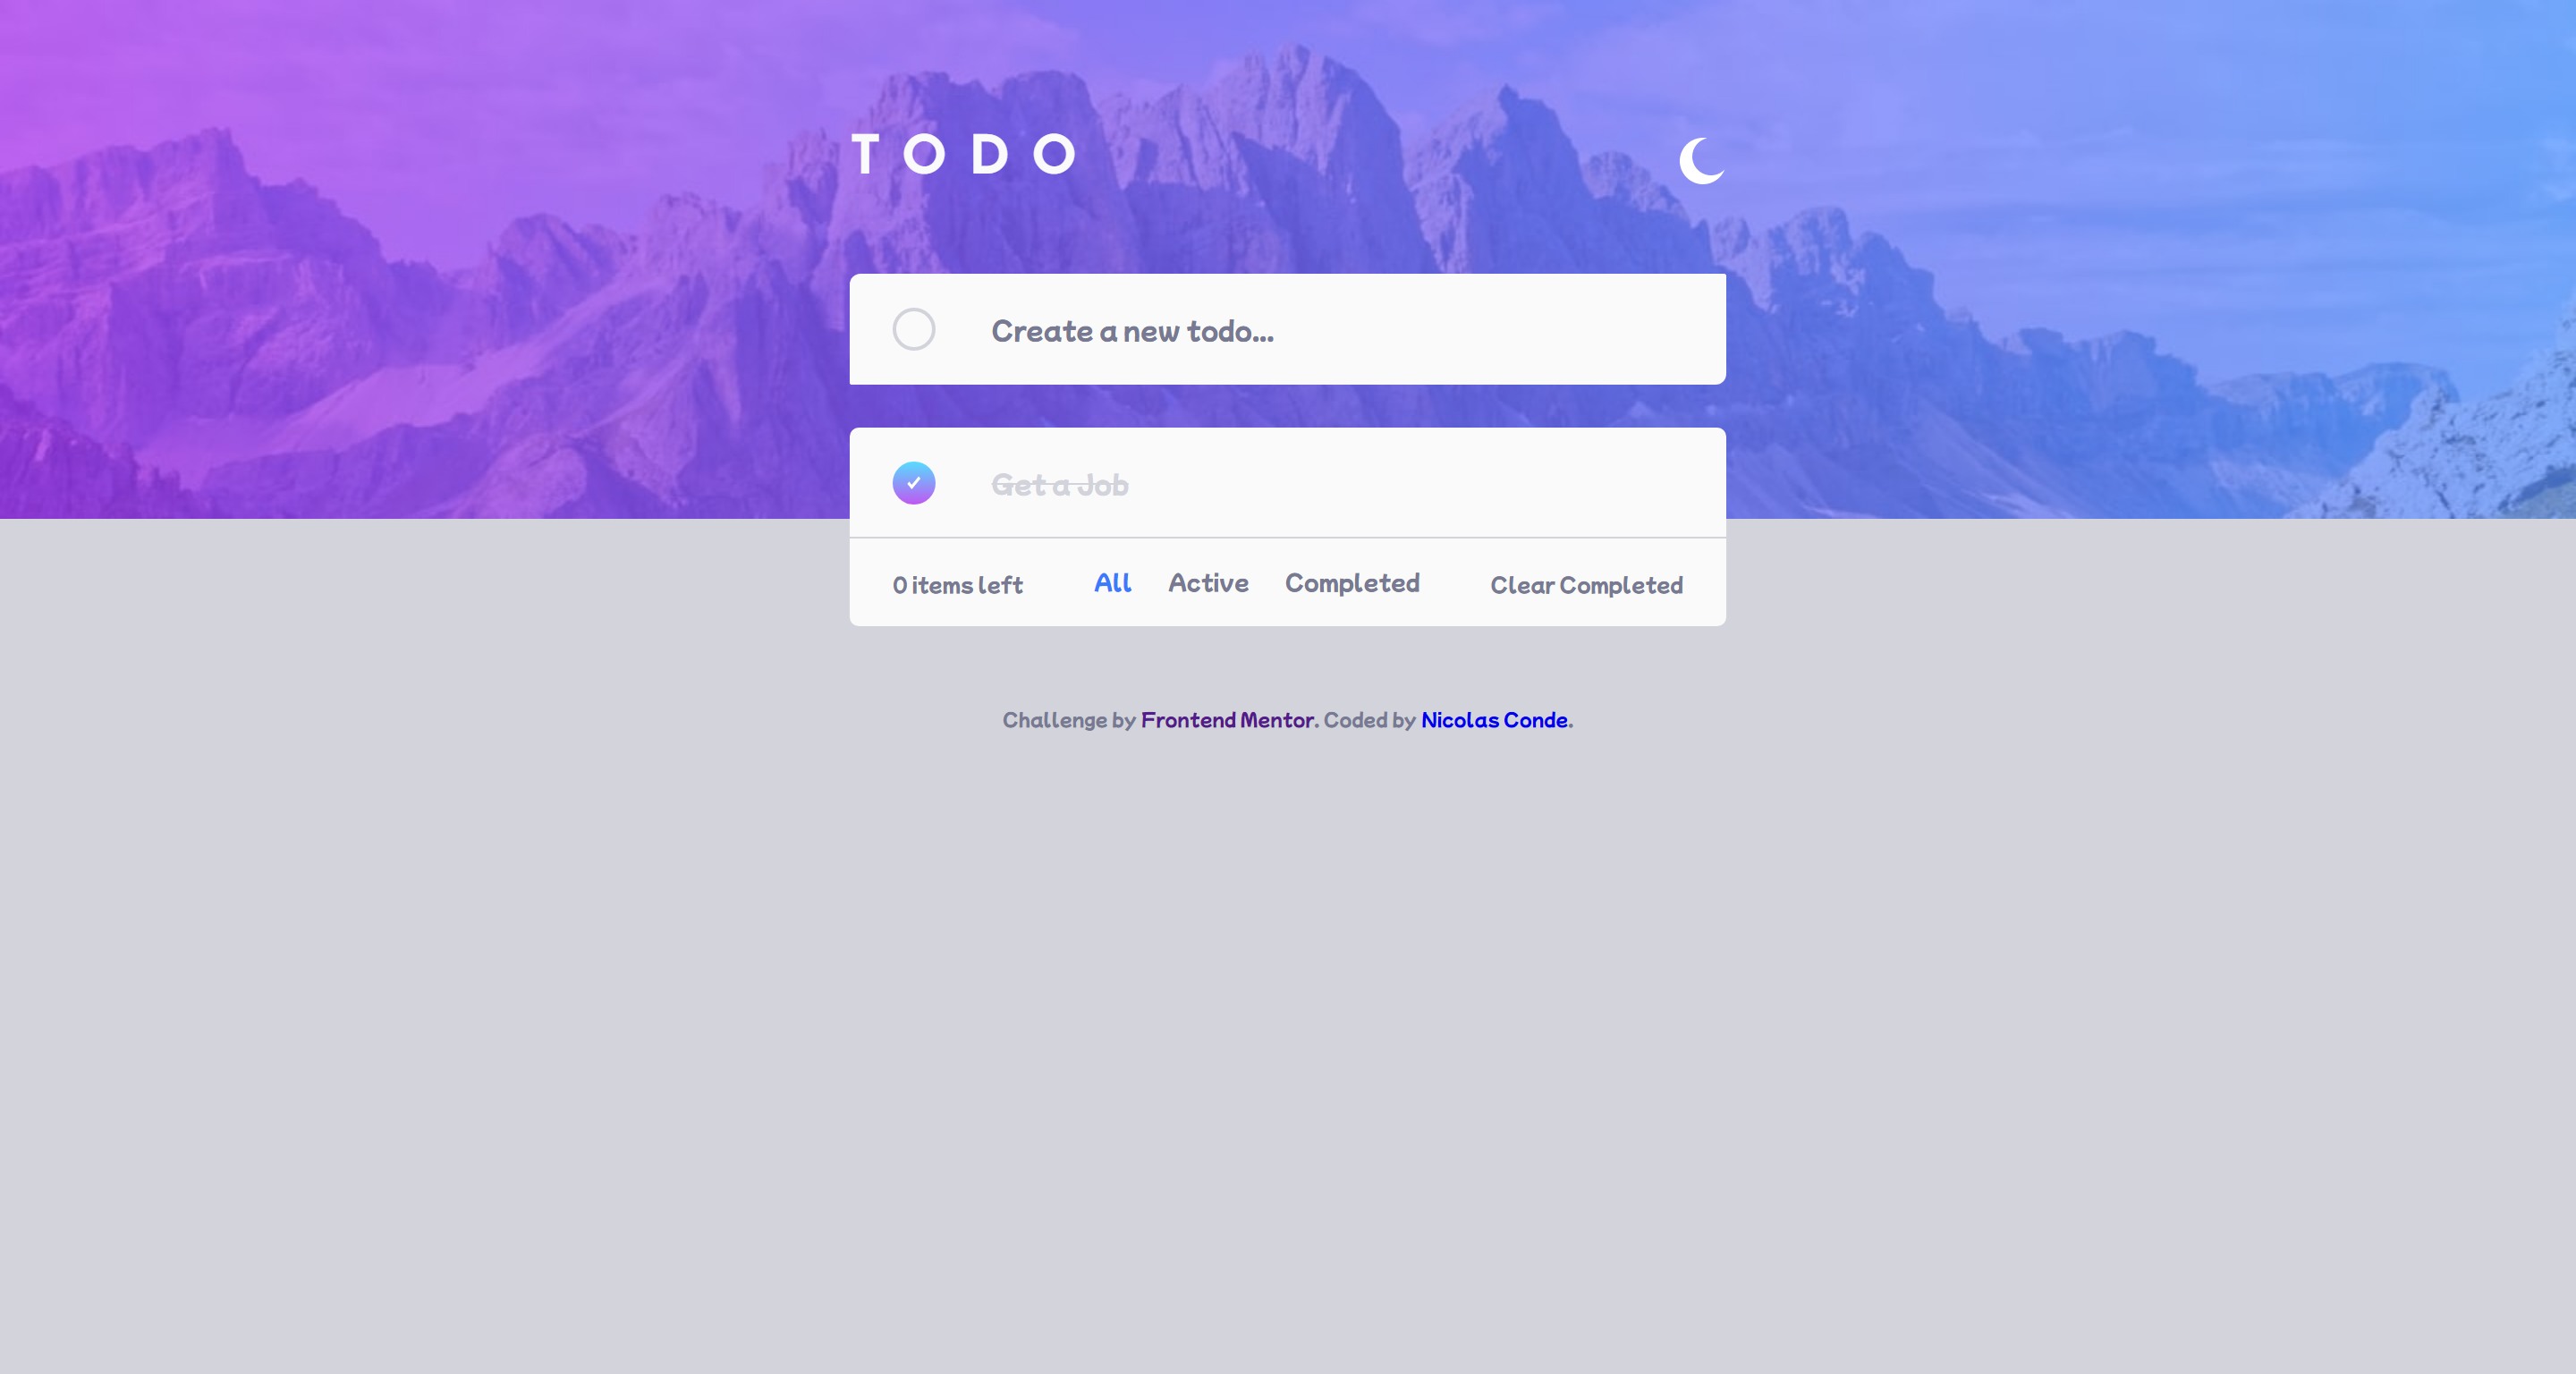 TODO
Create a new todo...
Get a Job
0 items left All Active Completed Clear Completed
Challenge by Frontend Mentor. Coded by Nicolas Conde.